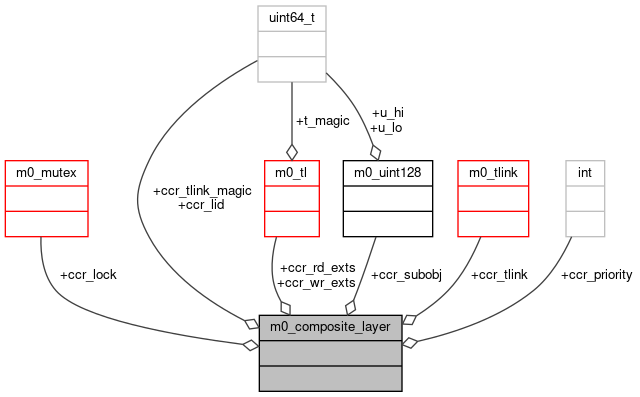 uint64_t
+t_magic
+u_hi
+u_lo
m0_mutex
m0_tl
m0_uint128
m0_tlink
int
+ccr_tlink_magic
+ccr_lid
+ccr_lock
+ccr_rd_exts
+ccr_wr_exts
+ccr_subobj
+ccr_tlink
+ccr_priority
m0_composite_layer